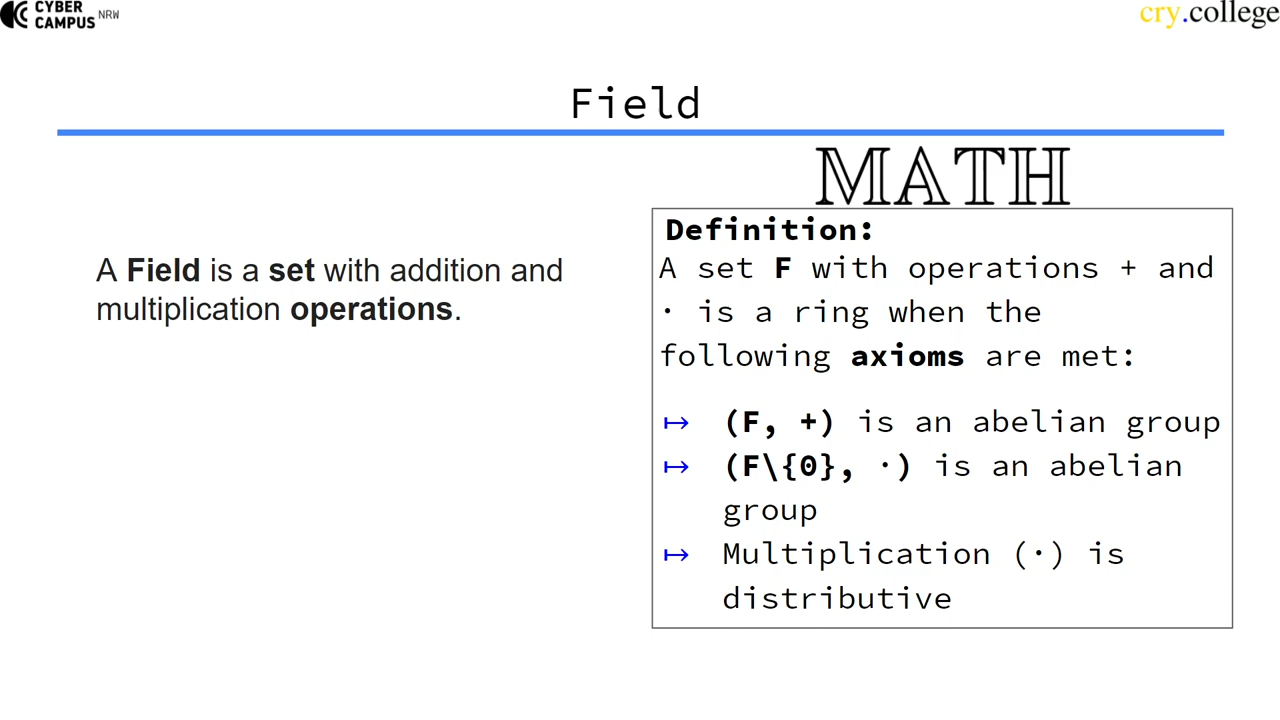 CYBER
CAMPUS NRW
cry.college
Field
A Field is a set with addition and
multiplication operations.
MATH
Definition:
A set F with operations + and
· is a ring when the
following axioms are met:
↦ (F, +) is an abelian group
↦ (F\{0}, ·) is an abelian
group
↦ Multiplication (·) is
distributive